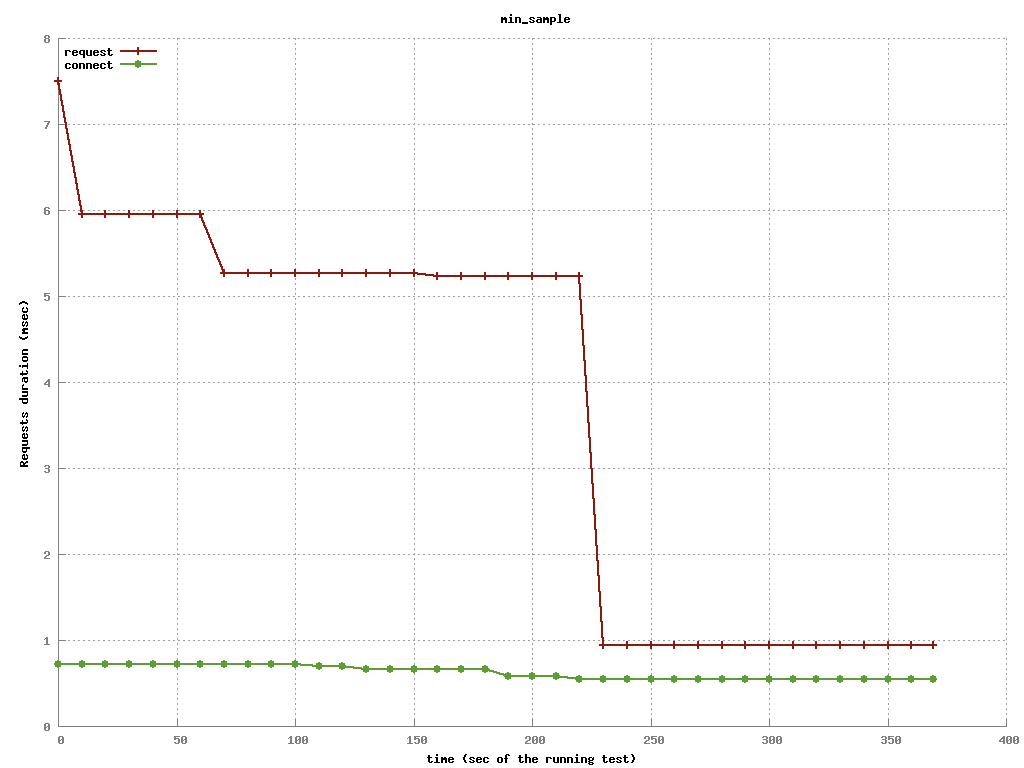 min_sample
8
request
connect
7
6
5
4
3
2
1
0
Requests duration (msec)
0 50 100 150 200 250 300 350 400
time (sec of the running test)